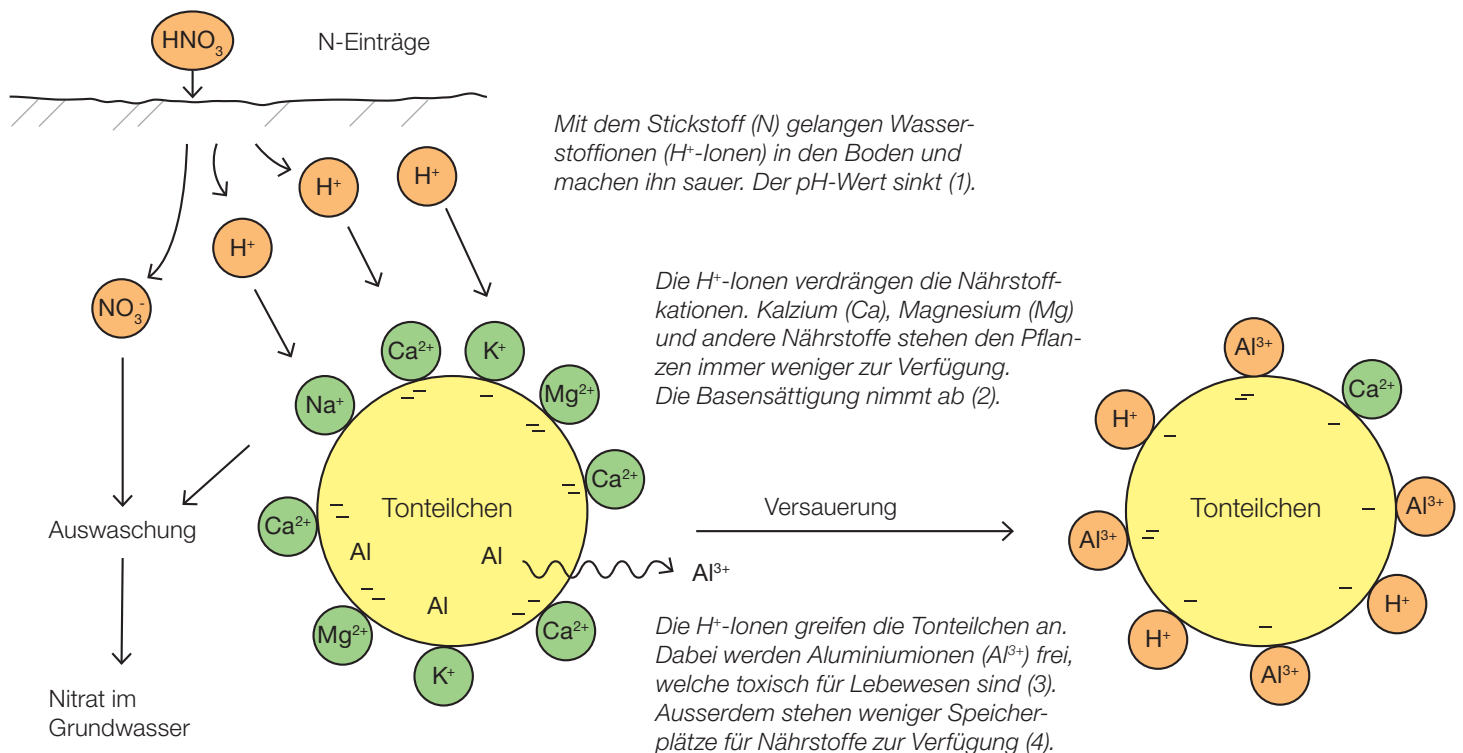 HNO₃
N-Einträge
Mit dem Stickstoff (N) gelangen Wasser-
stoffionen (H⁺-Ionen) in den Boden und
machen ihn sauer. Der pH-Wert sinkt (1).
H⁺
H⁺
H⁺
NO₃⁻
Die H⁺-Ionen verdrängen die Nährstoff-
kationen. Kalzium (Ca), Magnesium (Mg)
und andere Nährstoffe stehen den Pflan-
zen immer weniger zur Verfügung.
Die Basensättigung nimmt ab (2).
Ca²⁺
K⁺
Na⁺
Mg²⁺
Ca²⁺
Ca²⁺
Tonteilchen
Al
Al
Al
Mg²⁺
K⁺
Ca²⁺
Auswaschung
Nitrat im
Grundwasser
Versauerung
Al³⁺
Die H⁺-Ionen greifen die Tonteilchen an.
Dabei werden Aluminiumionen (Al³⁺) frei,
welche toxisch für Lebewesen sind (3).
Ausserdem stehen weniger Speicher-
plätze für Nährstoffe zur Verfügung (4).
Al³⁺
Ca²⁺
H⁺
Tonteilchen
Al³⁺
Al³⁺
H⁺
H⁺
Al³⁺